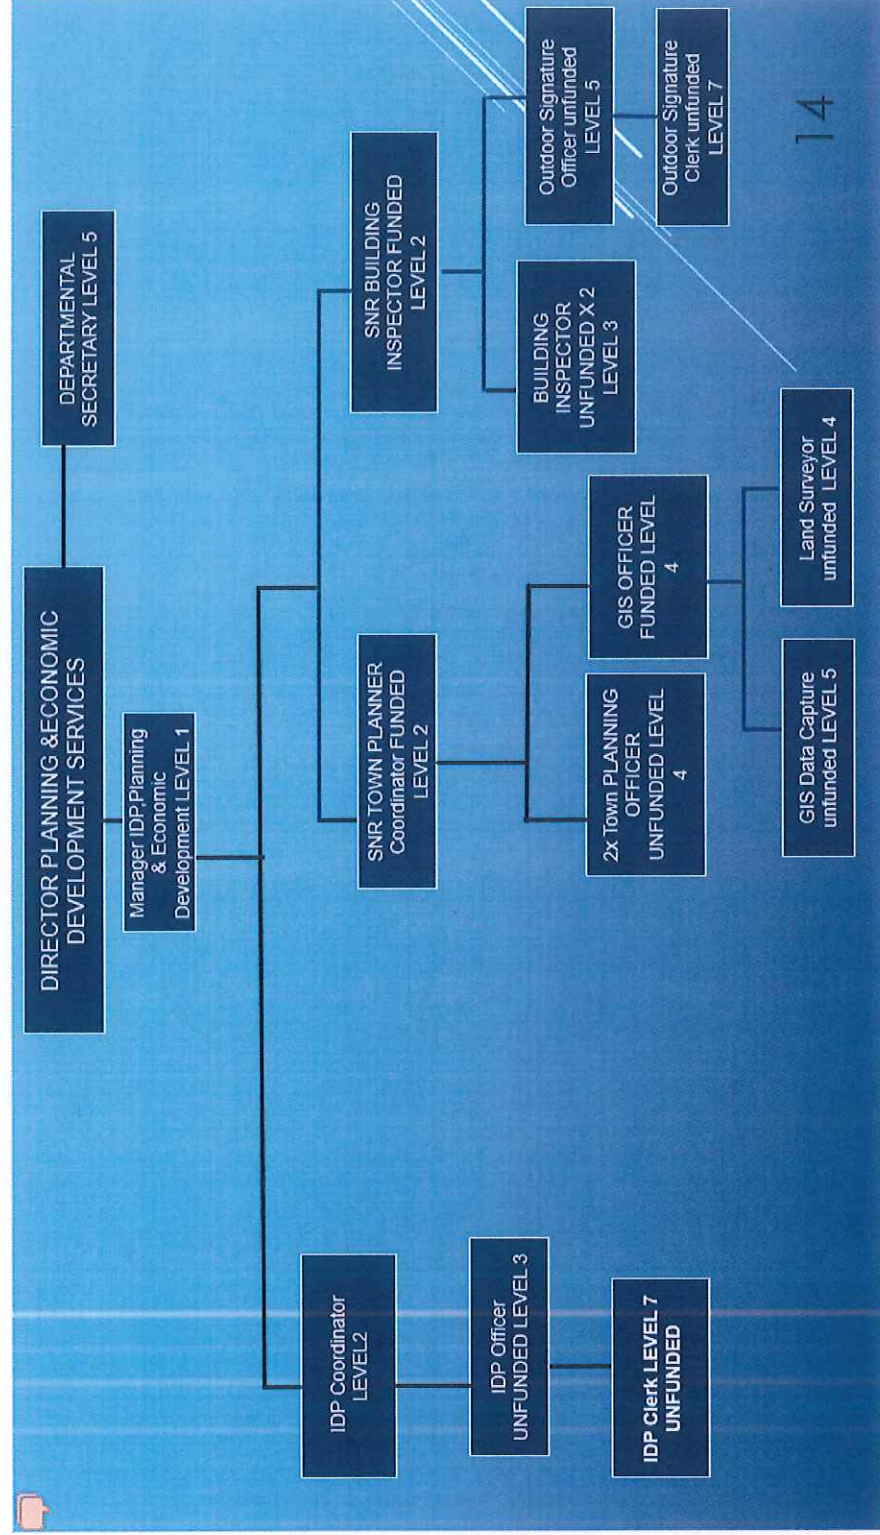 DIRECTOR PLANNING &ECONOMIC
DEVELOPMENT SERVICES
DEPARTMENTAL
SECRETARY LEVEL 5
Manager IDP,Planning
& Economic
Development LEVEL 1
IDP Coordinator
LEVEL2
IDP Officer
UNFUNDED LEVEL 3
IDP Clerk LEVEL 7
UNFUNDED
SNR TOWN PLANNER
Coordinator FUNDED
LEVEL 2
2x Town PLANNING
OFFICER
UNFUNDED LEVEL
4
GIS OFFICER
FUNDED LEVEL
4
GIS Data Capture
unfunded LEVEL 5
Land Surveyor
unfunded LEVEL 4
SNR BUILDING
INSPECTOR FUNDED
LEVEL 2
BUILDING
INSPECTOR
UNFUNDED X 2
LEVEL 3
Outdoor Signature
Officer unfunded
LEVEL 5
Outdoor Signature
Clerk unfunded
LEVEL 7
14